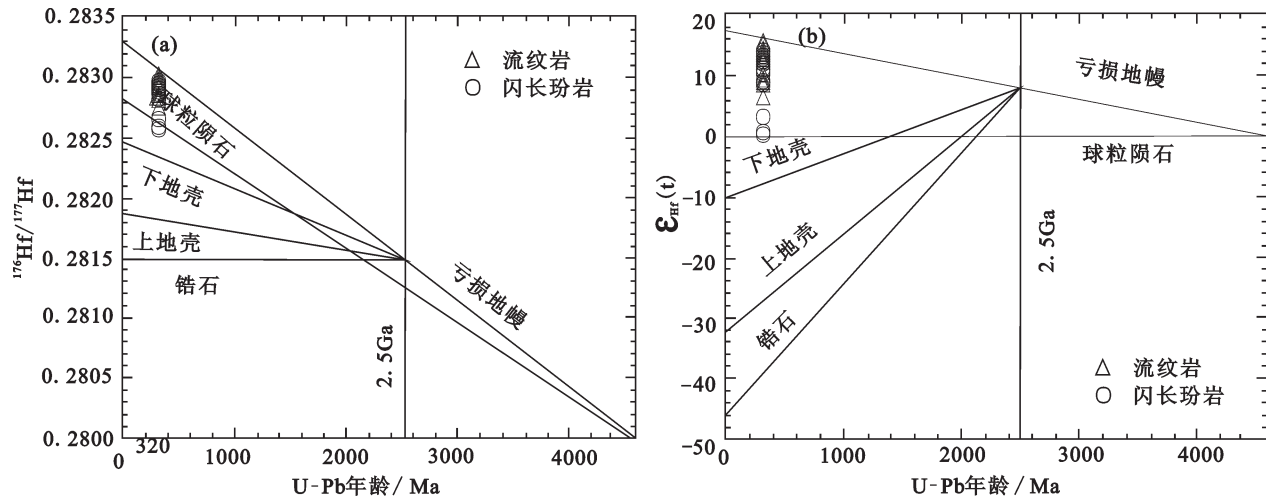 (a)
0.2835
0.2830
0.2825
0.2820
0.2815
0.2810
0.2805
0.2800
¹⁷⁶Hf/¹⁷⁷Hf
流纹岩
闪长玢岩
球粒陨石
下地壳
上地壳
锆石
亏损地幔
2.5Ga
0
320
1000
2000
3000
4000
U-Pb年龄/Ma
(b)
20
10
0
-10
-20
-30
-40
-50
εHf(t)
亏损地幔
球粒陨石
下地壳
上地壳
锆石
2.5Ga
流纹岩
闪长玢岩
0
1000
2000
3000
4000
U-Pb年龄/Ma